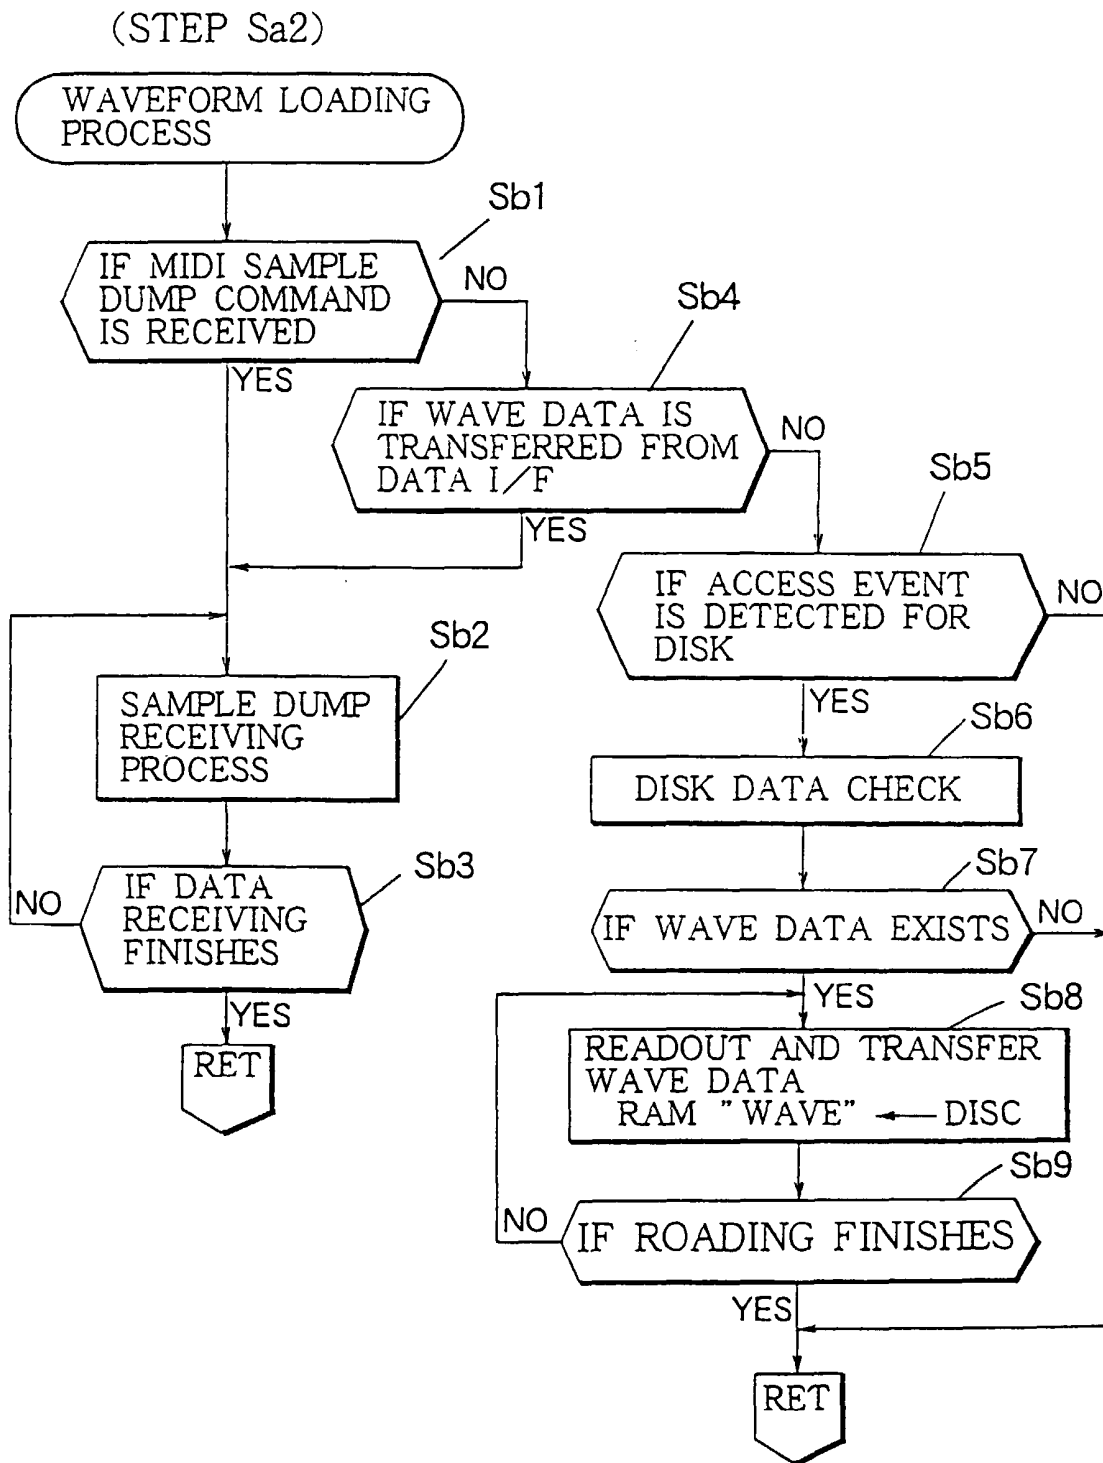 (STEP Sa2)
WAVEFORM LOADING
PROCESS
Sb1
IF MIDI SAMPLE
DUMP COMMAND
IS RECEIVED
NO
YES
Sb4
IF WAVE DATA IS
TRANSFERRED FROM
DATA I/F
NO
YES
Sb5
IF ACCESS EVENT
IS DETECTED FOR
DISK
NO
YES
Sb2
SAMPLE DUMP
RECEIVING
PROCESS
Sb6
DISK DATA CHECK
Sb3
IF DATA
RECEIVING
FINISHES
NO
YES
RET
Sb7
IF WAVE DATA EXISTS
NO
YES
Sb8
READOUT AND TRANSFER
WAVE DATA
RAM "WAVE" ← DISC
Sb9
IF ROADING FINISHES
NO
YES
RET